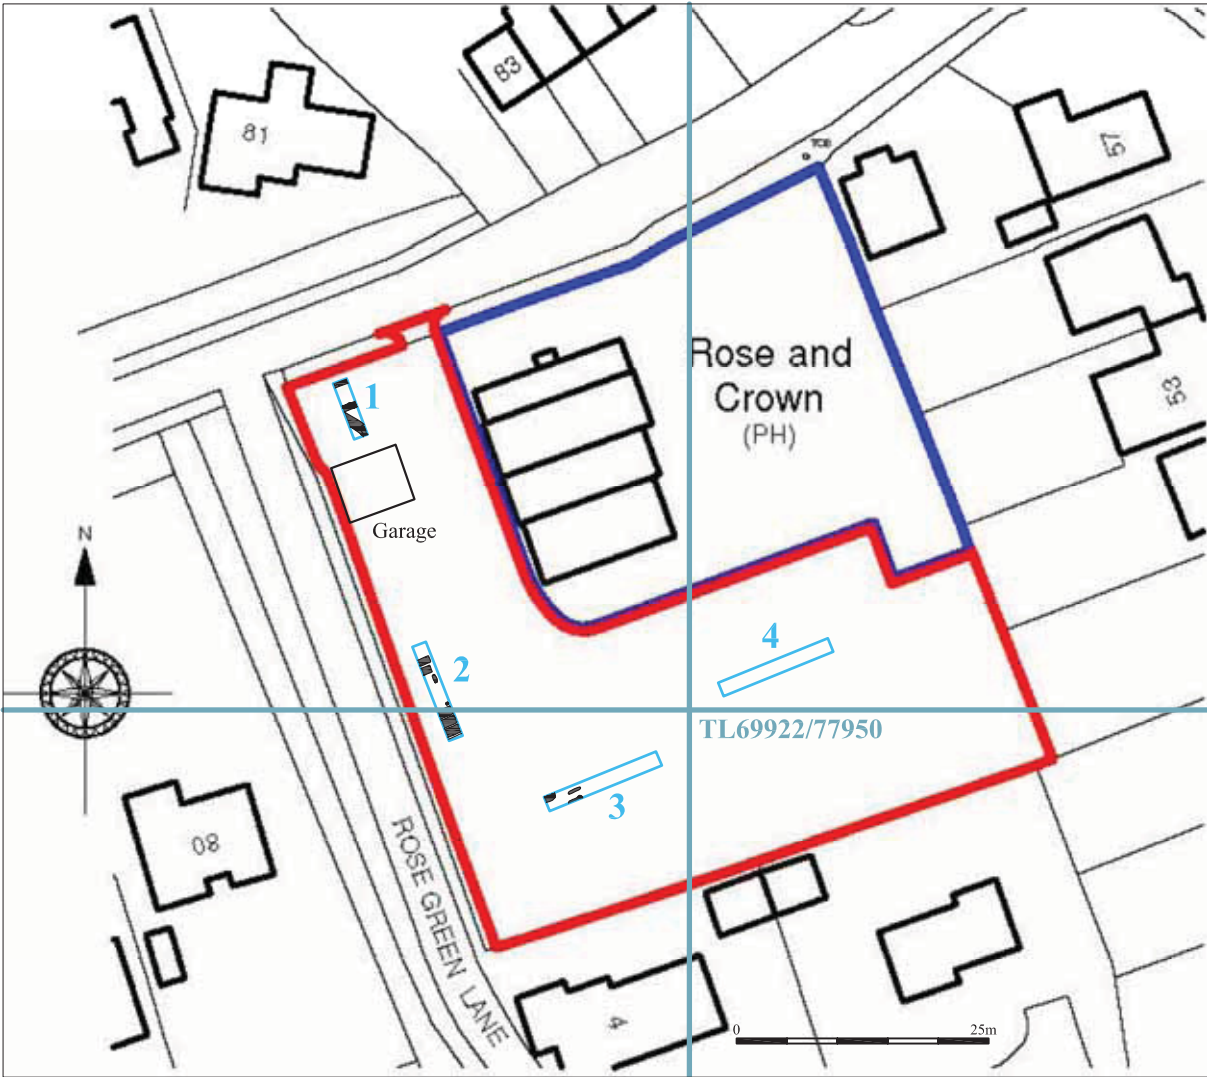 83
81
TCB
57
Rose and
Crown
(PH)
53
1
Garage
N
4
2
TL69922/77950
3
80
ROSE GREEN LANE
4
0 25m